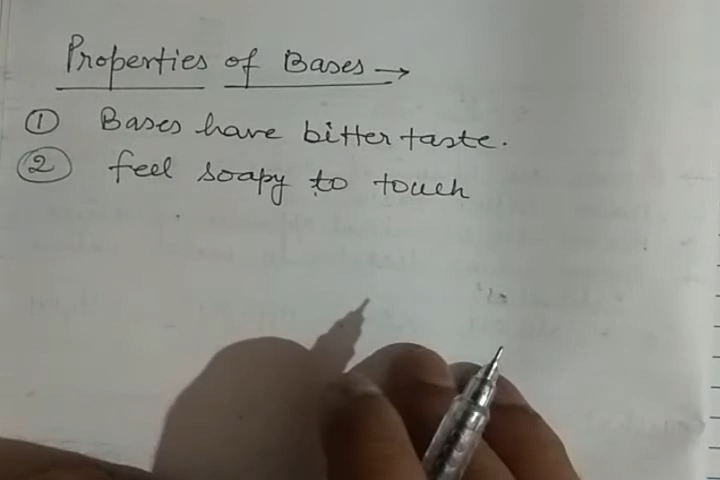 Properties of Bases →
① Bases have bitter taste.
② feel soapy to touch